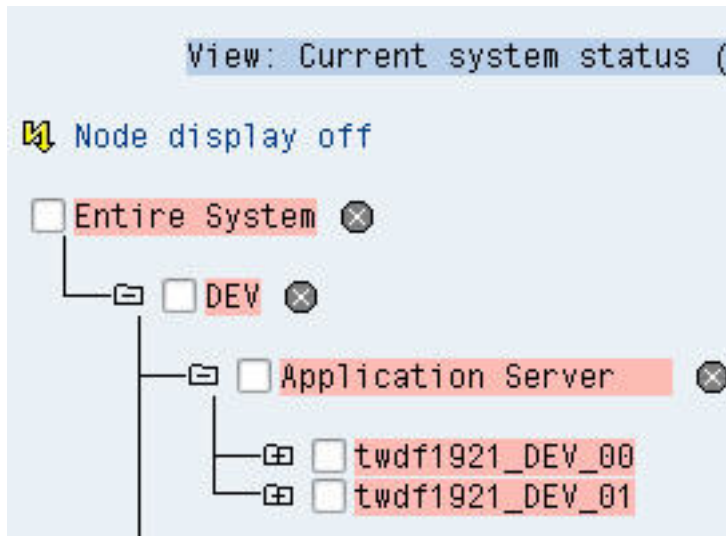 View: Current system status (
Node display off
Entire System
DEV
Application Server
twdf1921_DEV_00
twdf1921_DEV_01